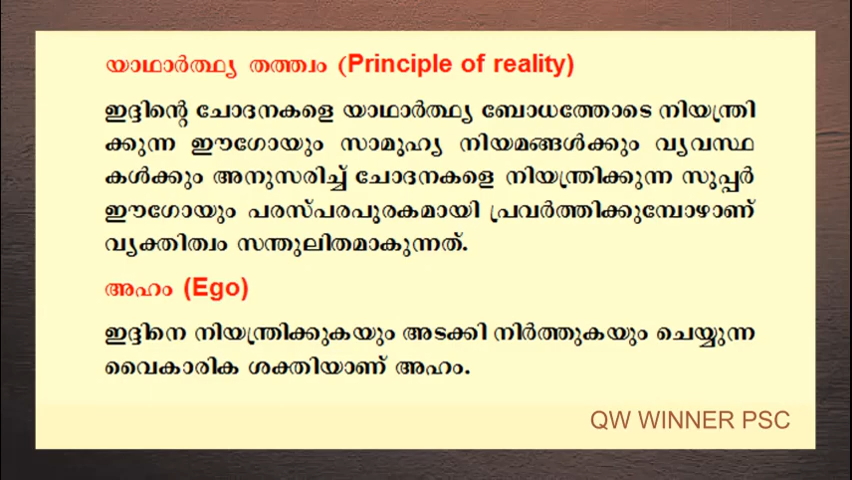 യാഥാർത്ഥ്യ തത്ത്വം (Principle of reality)
ഇദ്ദിന്റെ ചോദനകളെ യാഥാർത്ഥ്യ ബോധത്തോടെ നിയന്ത്രി
ക്കുന്ന ഈഗോയും സാമൂഹ്യ നിയമങ്ങൾക്കും വ്യവസ്ഥ
കൾക്കും അനുസരിച്ച് ചോദനകളെ നിയന്ത്രിക്കുന്ന സൂപ്പർ
ഈഗോയും പരസ്പരപൂരകമായി പ്രവർത്തിക്കുമ്പോഴാണ്
വ്യക്തിത്വം സന്തുലിതമാകുന്നത്.
അഹം (Ego)
ഇദ്ദിനെ നിയന്ത്രിക്കുകയും അടക്കി നിർത്തുകയും ചെയ്യുന്ന
വൈകാരിക ശക്തിയാണ് അഹം.
QW WINNER PSC